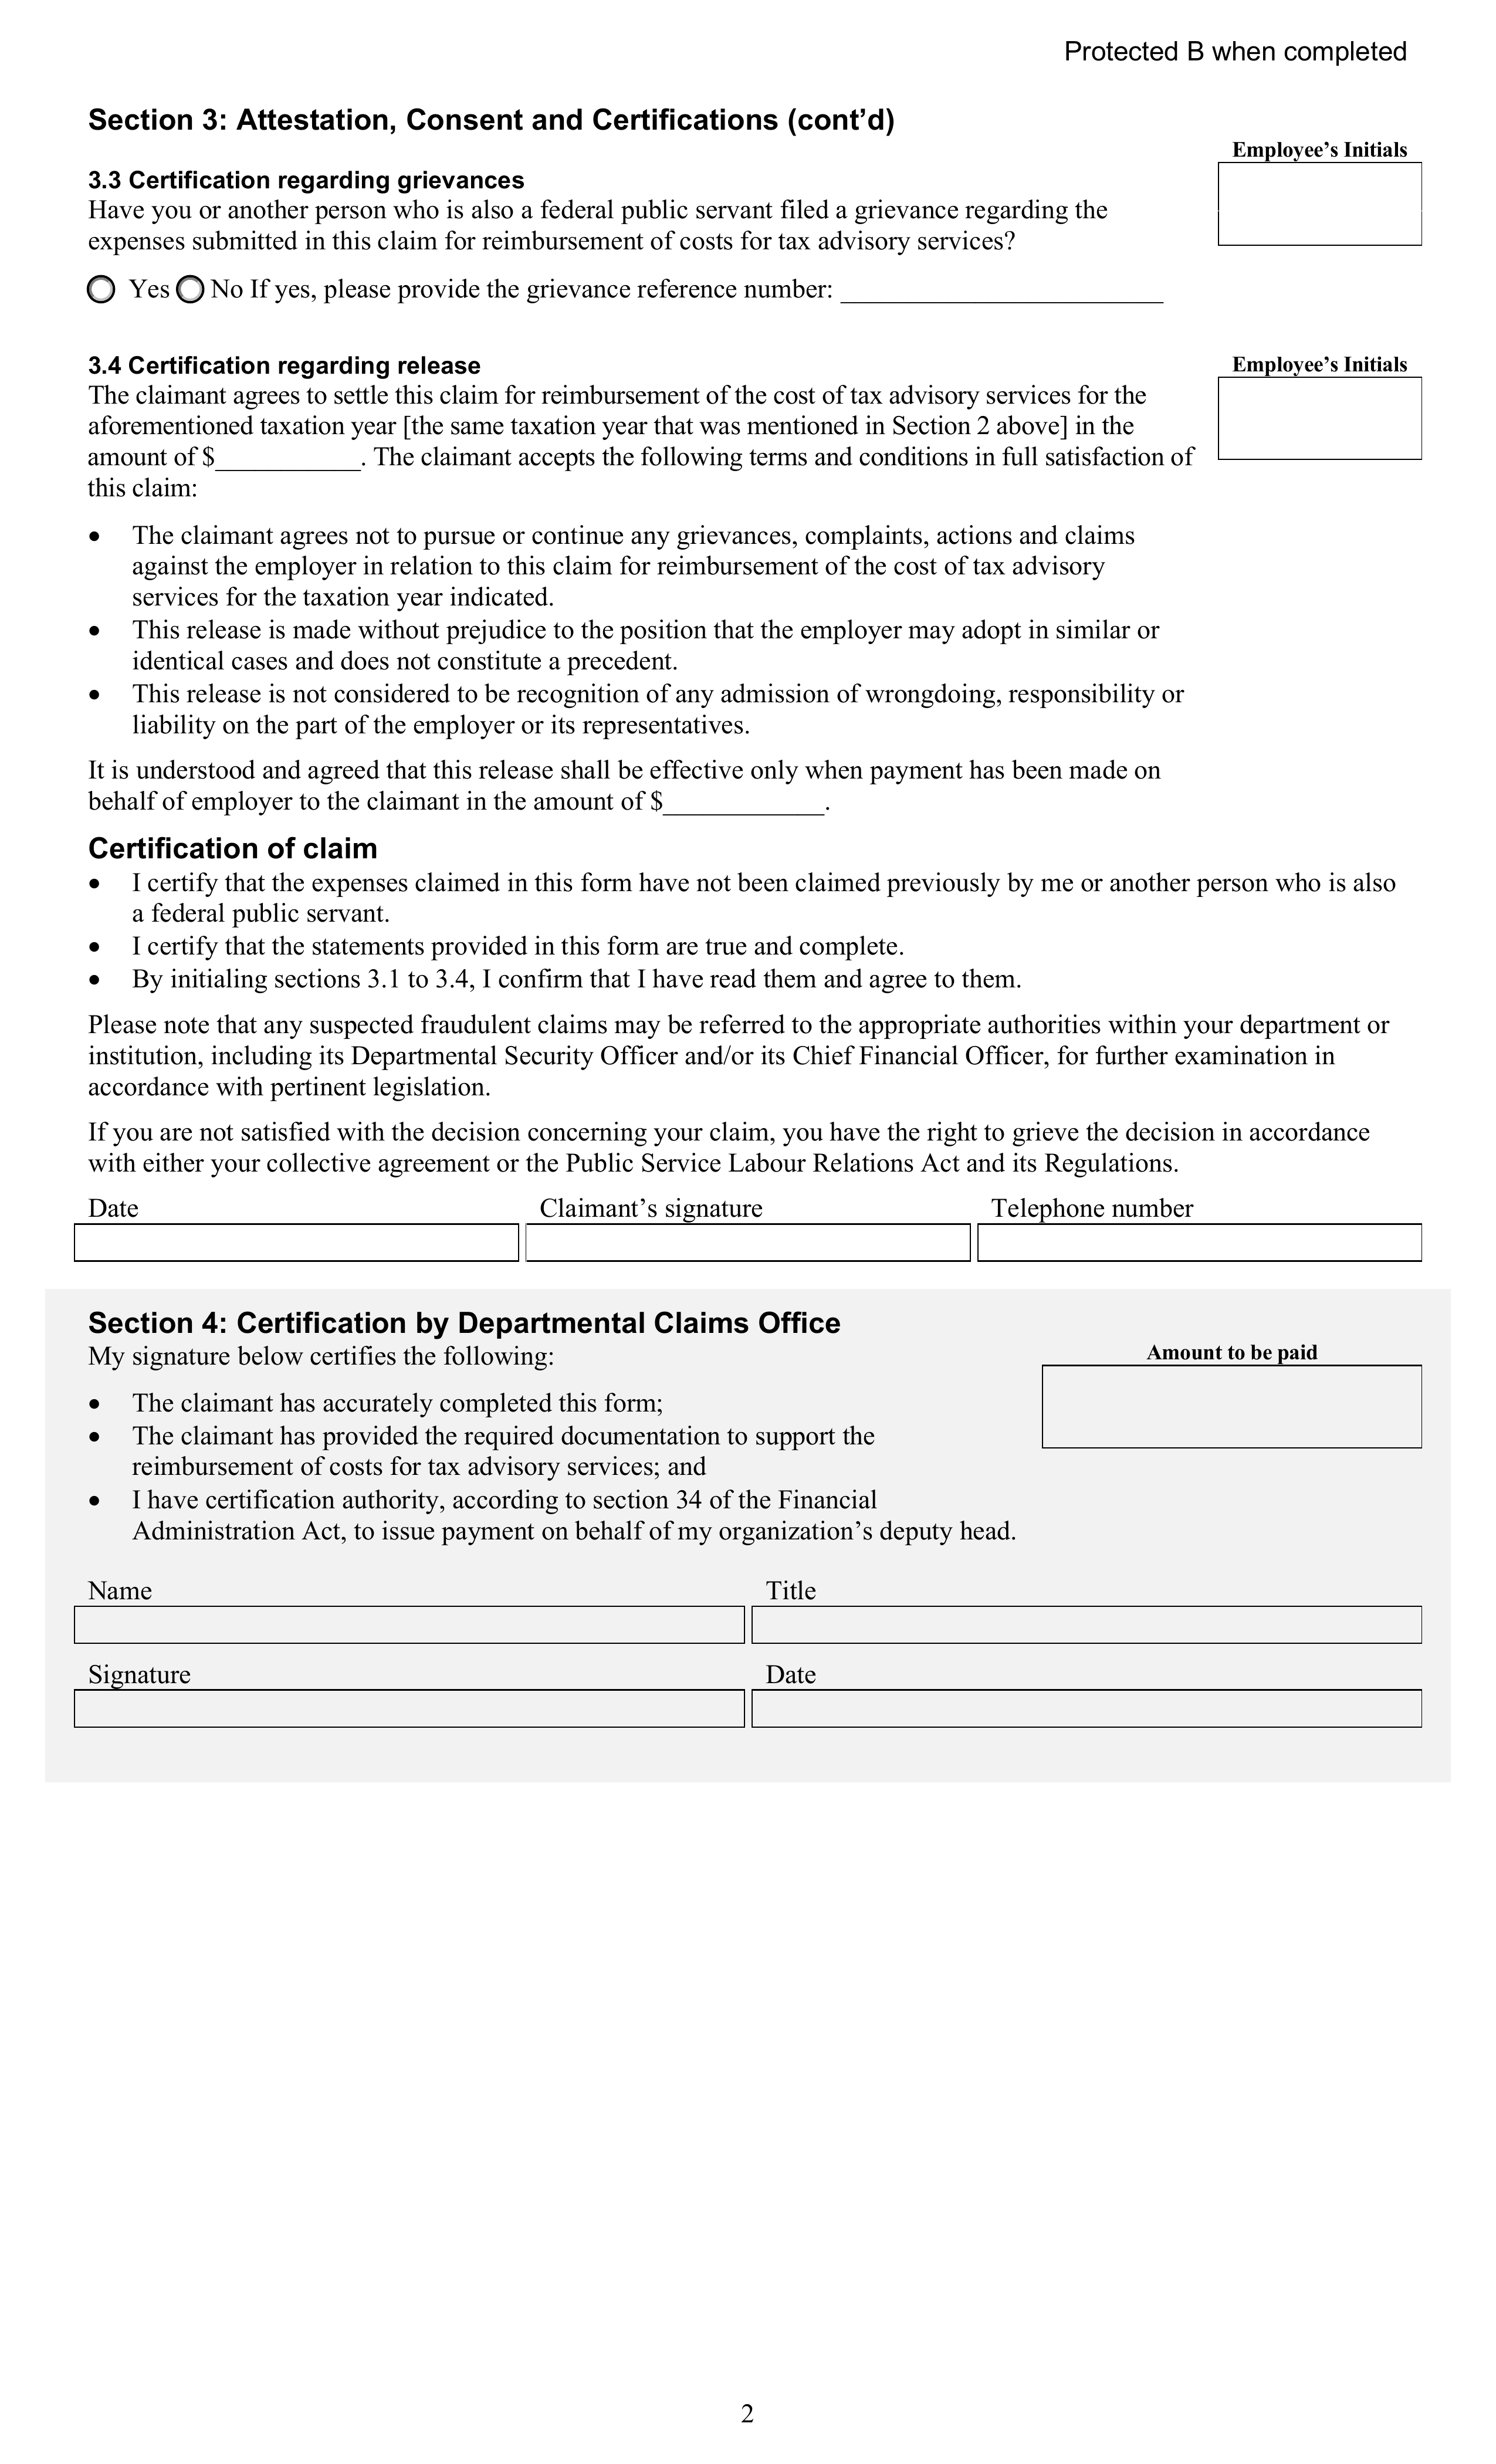 Protected B when completed
Section 3: Attestation, Consent and Certifications (cont’d)
Employee’s Initials
3.3 Certification regarding grievances
Have you or another person who is also a federal public servant filed a grievance regarding the
expenses submitted in this claim for reimbursement of costs for tax advisory services?
Yes No If yes, please provide the grievance reference number: ______________________
3.4 Certification regarding release
Employee’s Initials
The claimant agrees to settle this claim for reimbursement of the cost of tax advisory services for the
aforementioned taxation year [the same taxation year that was mentioned in Section 2 above] in the
amount of $__________. The claimant accepts the following terms and conditions in full satisfaction of
this claim:
• The claimant agrees not to pursue or continue any grievances, complaints, actions and claims
against the employer in relation to this claim for reimbursement of the cost of tax advisory
services for the taxation year indicated.
• This release is made without prejudice to the position that the employer may adopt in similar or
identical cases and does not constitute a precedent.
• This release is not considered to be recognition of any admission of wrongdoing, responsibility or
liability on the part of the employer or its representatives.
It is understood and agreed that this release shall be effective only when payment has been made on
behalf of employer to the claimant in the amount of $___________.
Certification of claim
• I certify that the expenses claimed in this form have not been claimed previously by me or another person who is also
a federal public servant.
• I certify that the statements provided in this form are true and complete.
• By initialing sections 3.1 to 3.4, I confirm that I have read them and agree to them.
Please note that any suspected fraudulent claims may be referred to the appropriate authorities within your department or
institution, including its Departmental Security Officer and/or its Chief Financial Officer, for further examination in
accordance with pertinent legislation.
If you are not satisfied with the decision concerning your claim, you have the right to grieve the decision in accordance
with either your collective agreement or the Public Service Labour Relations Act and its Regulations.
Date Claimant’s signature Telephone number
Section 4: Certification by Departmental Claims Office
My signature below certifies the following:
Amount to be paid
• The claimant has accurately completed this form;
• The claimant has provided the required documentation to support the
reimbursement of costs for tax advisory services; and
• I have certification authority, according to section 34 of the Financial
Administration Act, to issue payment on behalf of my organization’s deputy head.
Name Title
Signature Date
2